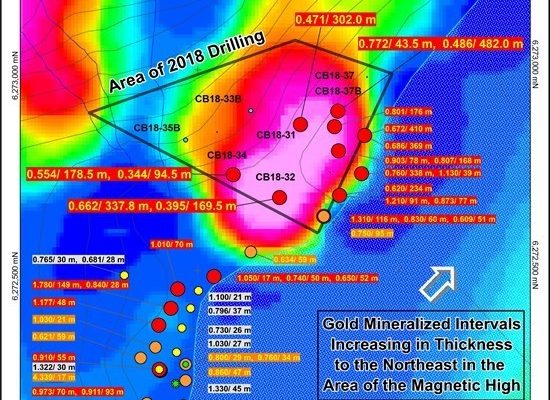 0.471/ 302.0 m
0.772/ 43.5 m, 0.486/ 482.0 m
Area of 2018 Drilling
6,273,000 mN
6,273,000 mN
CB18-37
CB18-37B
CB18-33B
CB18-35B
CB18-31
CB18-34
CB18-32
0.801/ 176 m
0.672/ 410 m
0.686/ 369 m
0.903/ 78 m, 0.807/ 168 m
0.760/ 338 m, 1.130/ 39 m
0.620/ 234 m
1.210/ 91 m, 0.873/ 77 m
0.554/ 178.5 m, 0.344/ 94.5 m
0.662/ 337.8 m, 0.395/ 169.5 m
1.310/ 116 m, 0.830/ 60 m, 0.609/ 51 m
0.750/ 95 m
1.010/ 70 m
0.634/ 59 m
0.765/ 30 m, 0.681/ 28 m
6,272,500 mN
6,272,500 mN
1.050/ 17 m, 0.740/ 50 m, 0.650/ 52 m
1.780/ 149 m, 0.840/ 28 m
1.177/ 48 m
1.030/ 21 m
0.621/ 59 m
1.100/ 21 m
0.796/ 37 m
0.730/ 26 m
1.030/ 27 m
0.800/ 29 m, 0.760/ 34 m
0.860/ 47 m
1.330/ 45 m
0.910/ 55 m
1.322/ 30 m
4.339/ 17 m
0.973/ 70 m, 0.911/ 93 m
Gold Mineralized Intervals
Increasing in Thickness
to the Northeast in the
Area of the Magnetic High